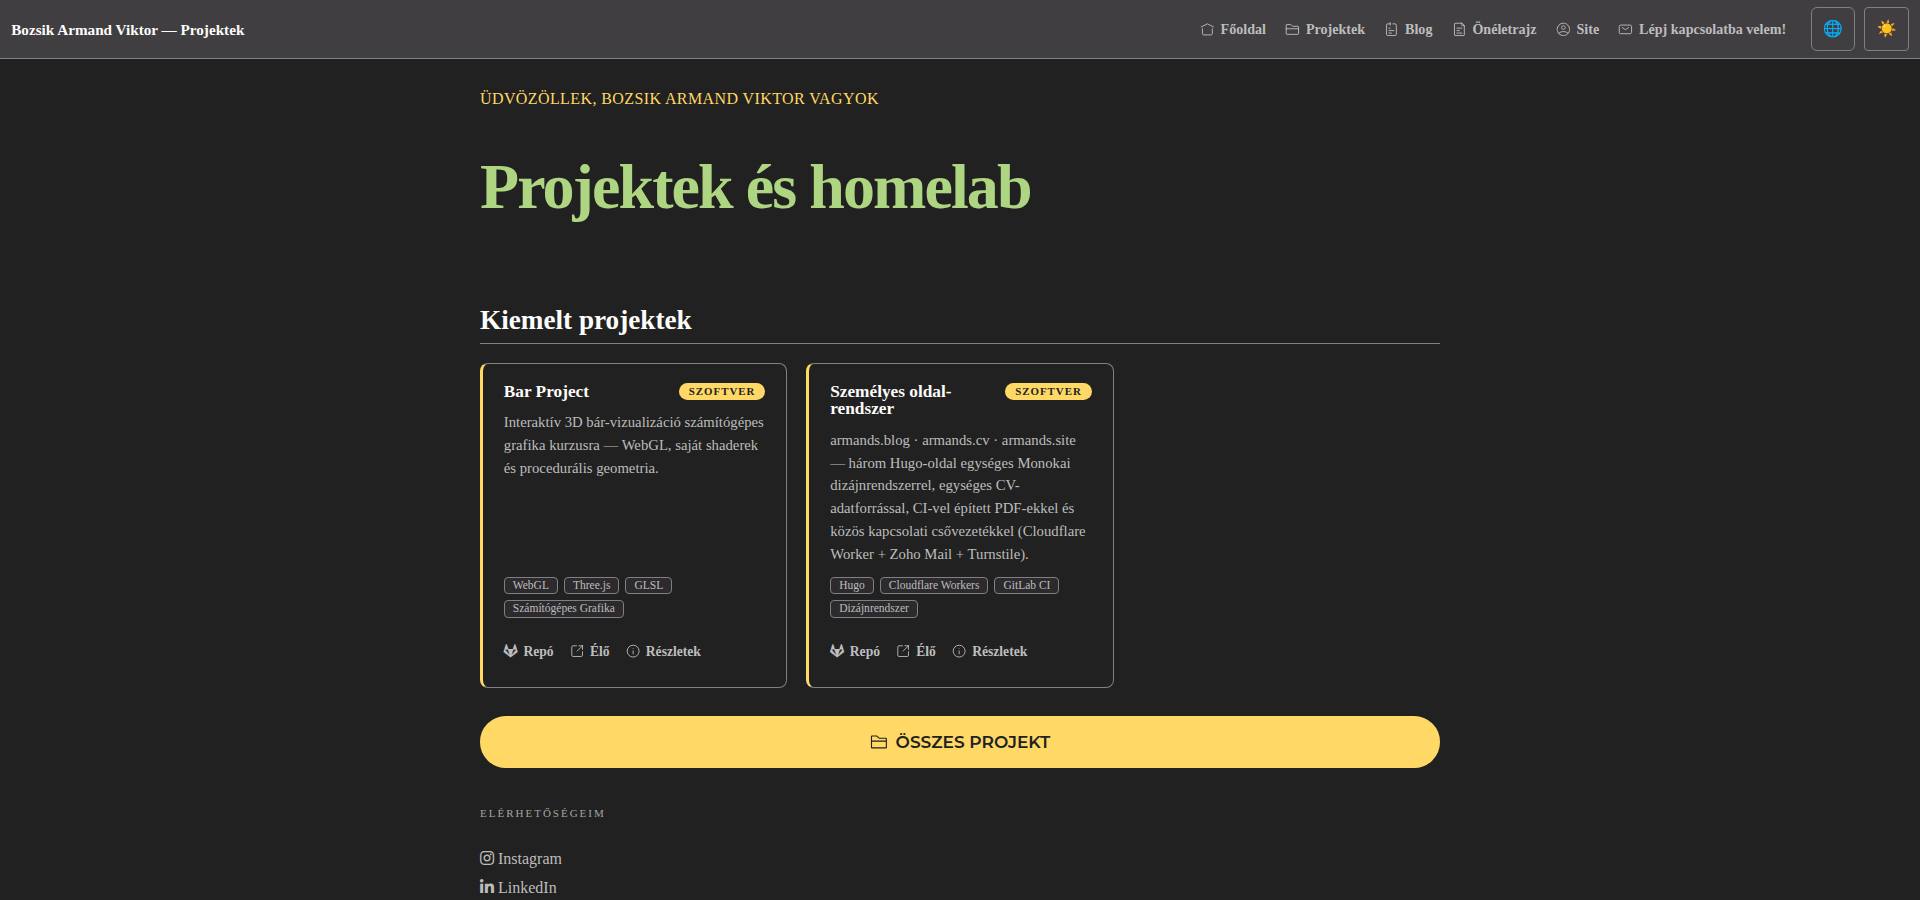 Bozsik Armand Viktor — Projektek
Főoldal Projektek Blog Önéletrajz Site Lépj kapcsolatba velem!
ÜDVÖZÖLLEK, BOZSIK ARMAND VIKTOR VAGYOK
Projektek és homelab
Kiemelt projektek
Bar Project
SZOFTVER
Interaktív 3D bár-vizualizáció számítógépes
grafika kurzusra — WebGL, saját shaderek
és procedurális geometria.
WebGL Three.js GLSL
Számítógépes Grafika
Repó Élő Részletek
Személyes oldal-
rendszer
SZOFTVER
armands.blog · armands.cv · armands.site
— három Hugo-oldal egységes Monokai
dizájnrendszerrel, egységes CV-
adatforrással, CI-vel épített PDF-ekkel és
közös kapcsolati csővezetékkel (Cloudflare
Worker + Zoho Mail + Turnstile).
Hugo Cloudflare Workers GitLab CI
Dizájnrendszer
Repó Élő Részletek
ÖSSZES PROJEKT
ELÉRHETŐSÉGEIM
Instagram
LinkedIn